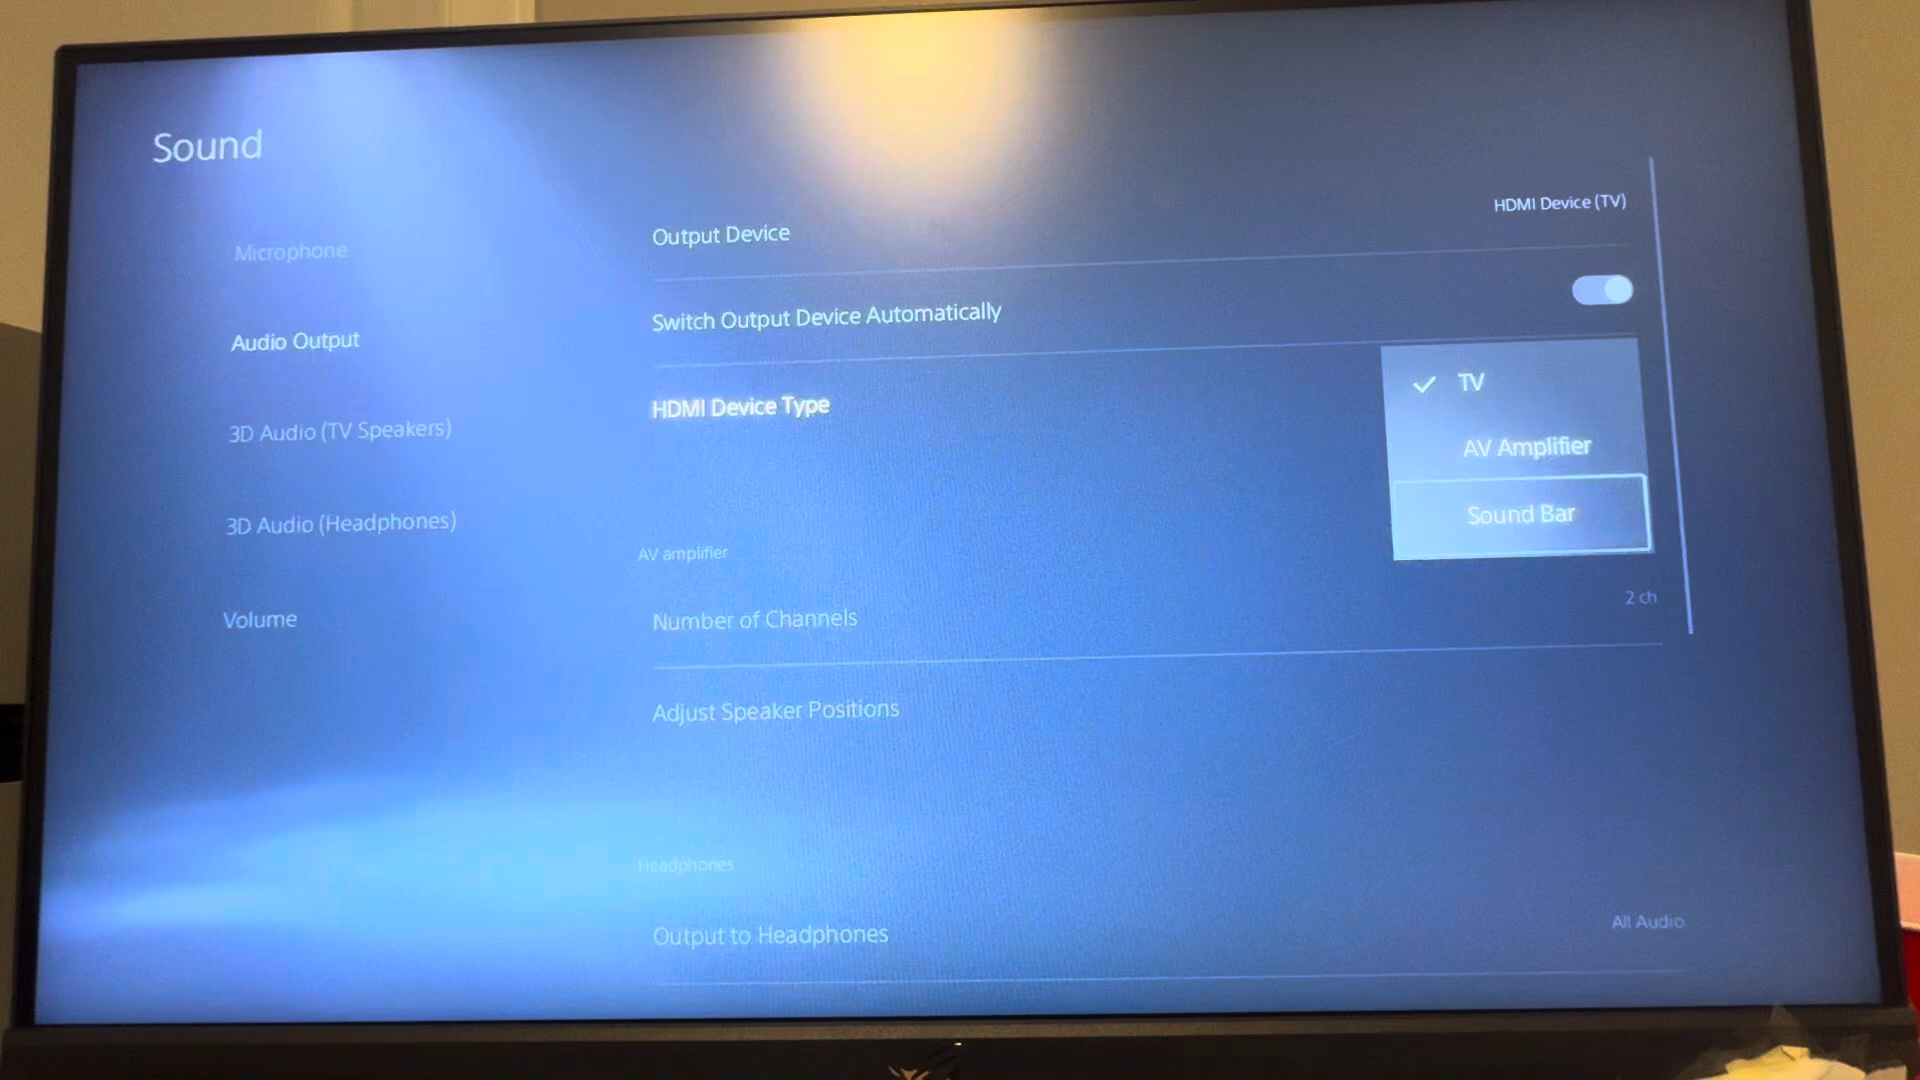 Sound
Microphone
Audio Output
3D Audio (TV Speakers)
3D Audio (Headphones)
Volume
Output Device
HDMI Device (TV)
Switch Output Device Automatically
HDMI Device Type
TV
AV Amplifier
Sound Bar
AV amplifier
Number of Channels
2 ch
Adjust Speaker Positions
Headphones
Output to Headphones
All Audio